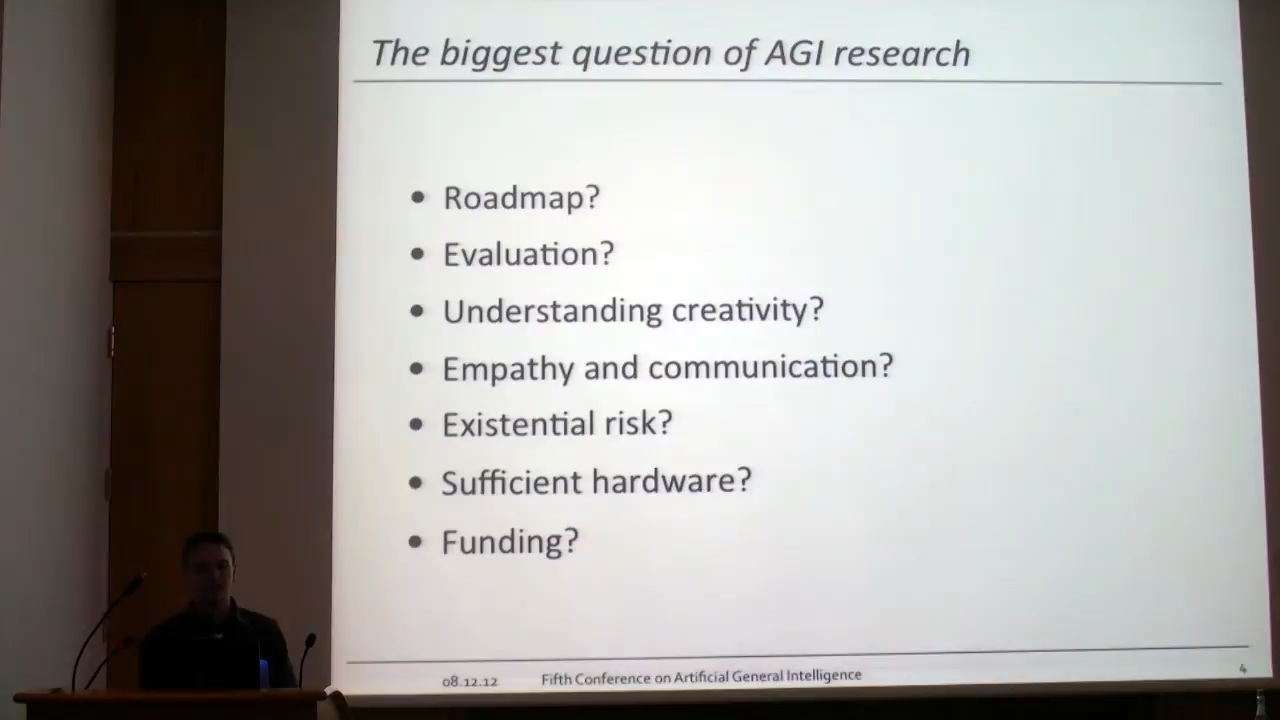 The biggest question of AGI research
• Roadmap?
• Evaluation?
• Understanding creativity?
• Empathy and communication?
• Existential risk?
• Sufficient hardware?
• Funding?
08.12.12 Fifth Conference on Artificial General Intelligence 4